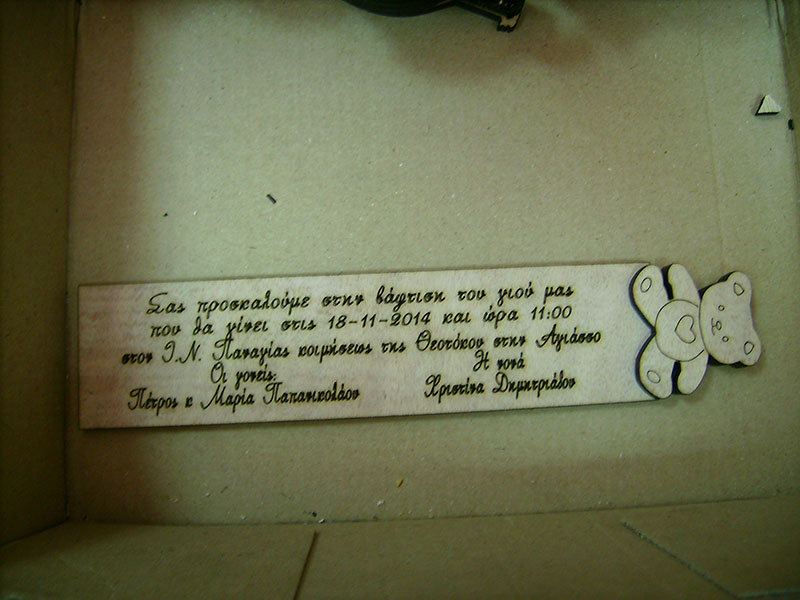 Σας προσκαλούμε στην βάφτιση του γιού μας
που θα γίνει στις 18-11-2014 και ώρα 11:00
στον Ι.Ν. Παναγίας κοιμήσεως της Θεοτόκου στην Αγιάσσο
Οι γονείς: Η νονά
Πέτρος κ Μαρία Παπανικολάου Χριστίνα Δημητριάδου